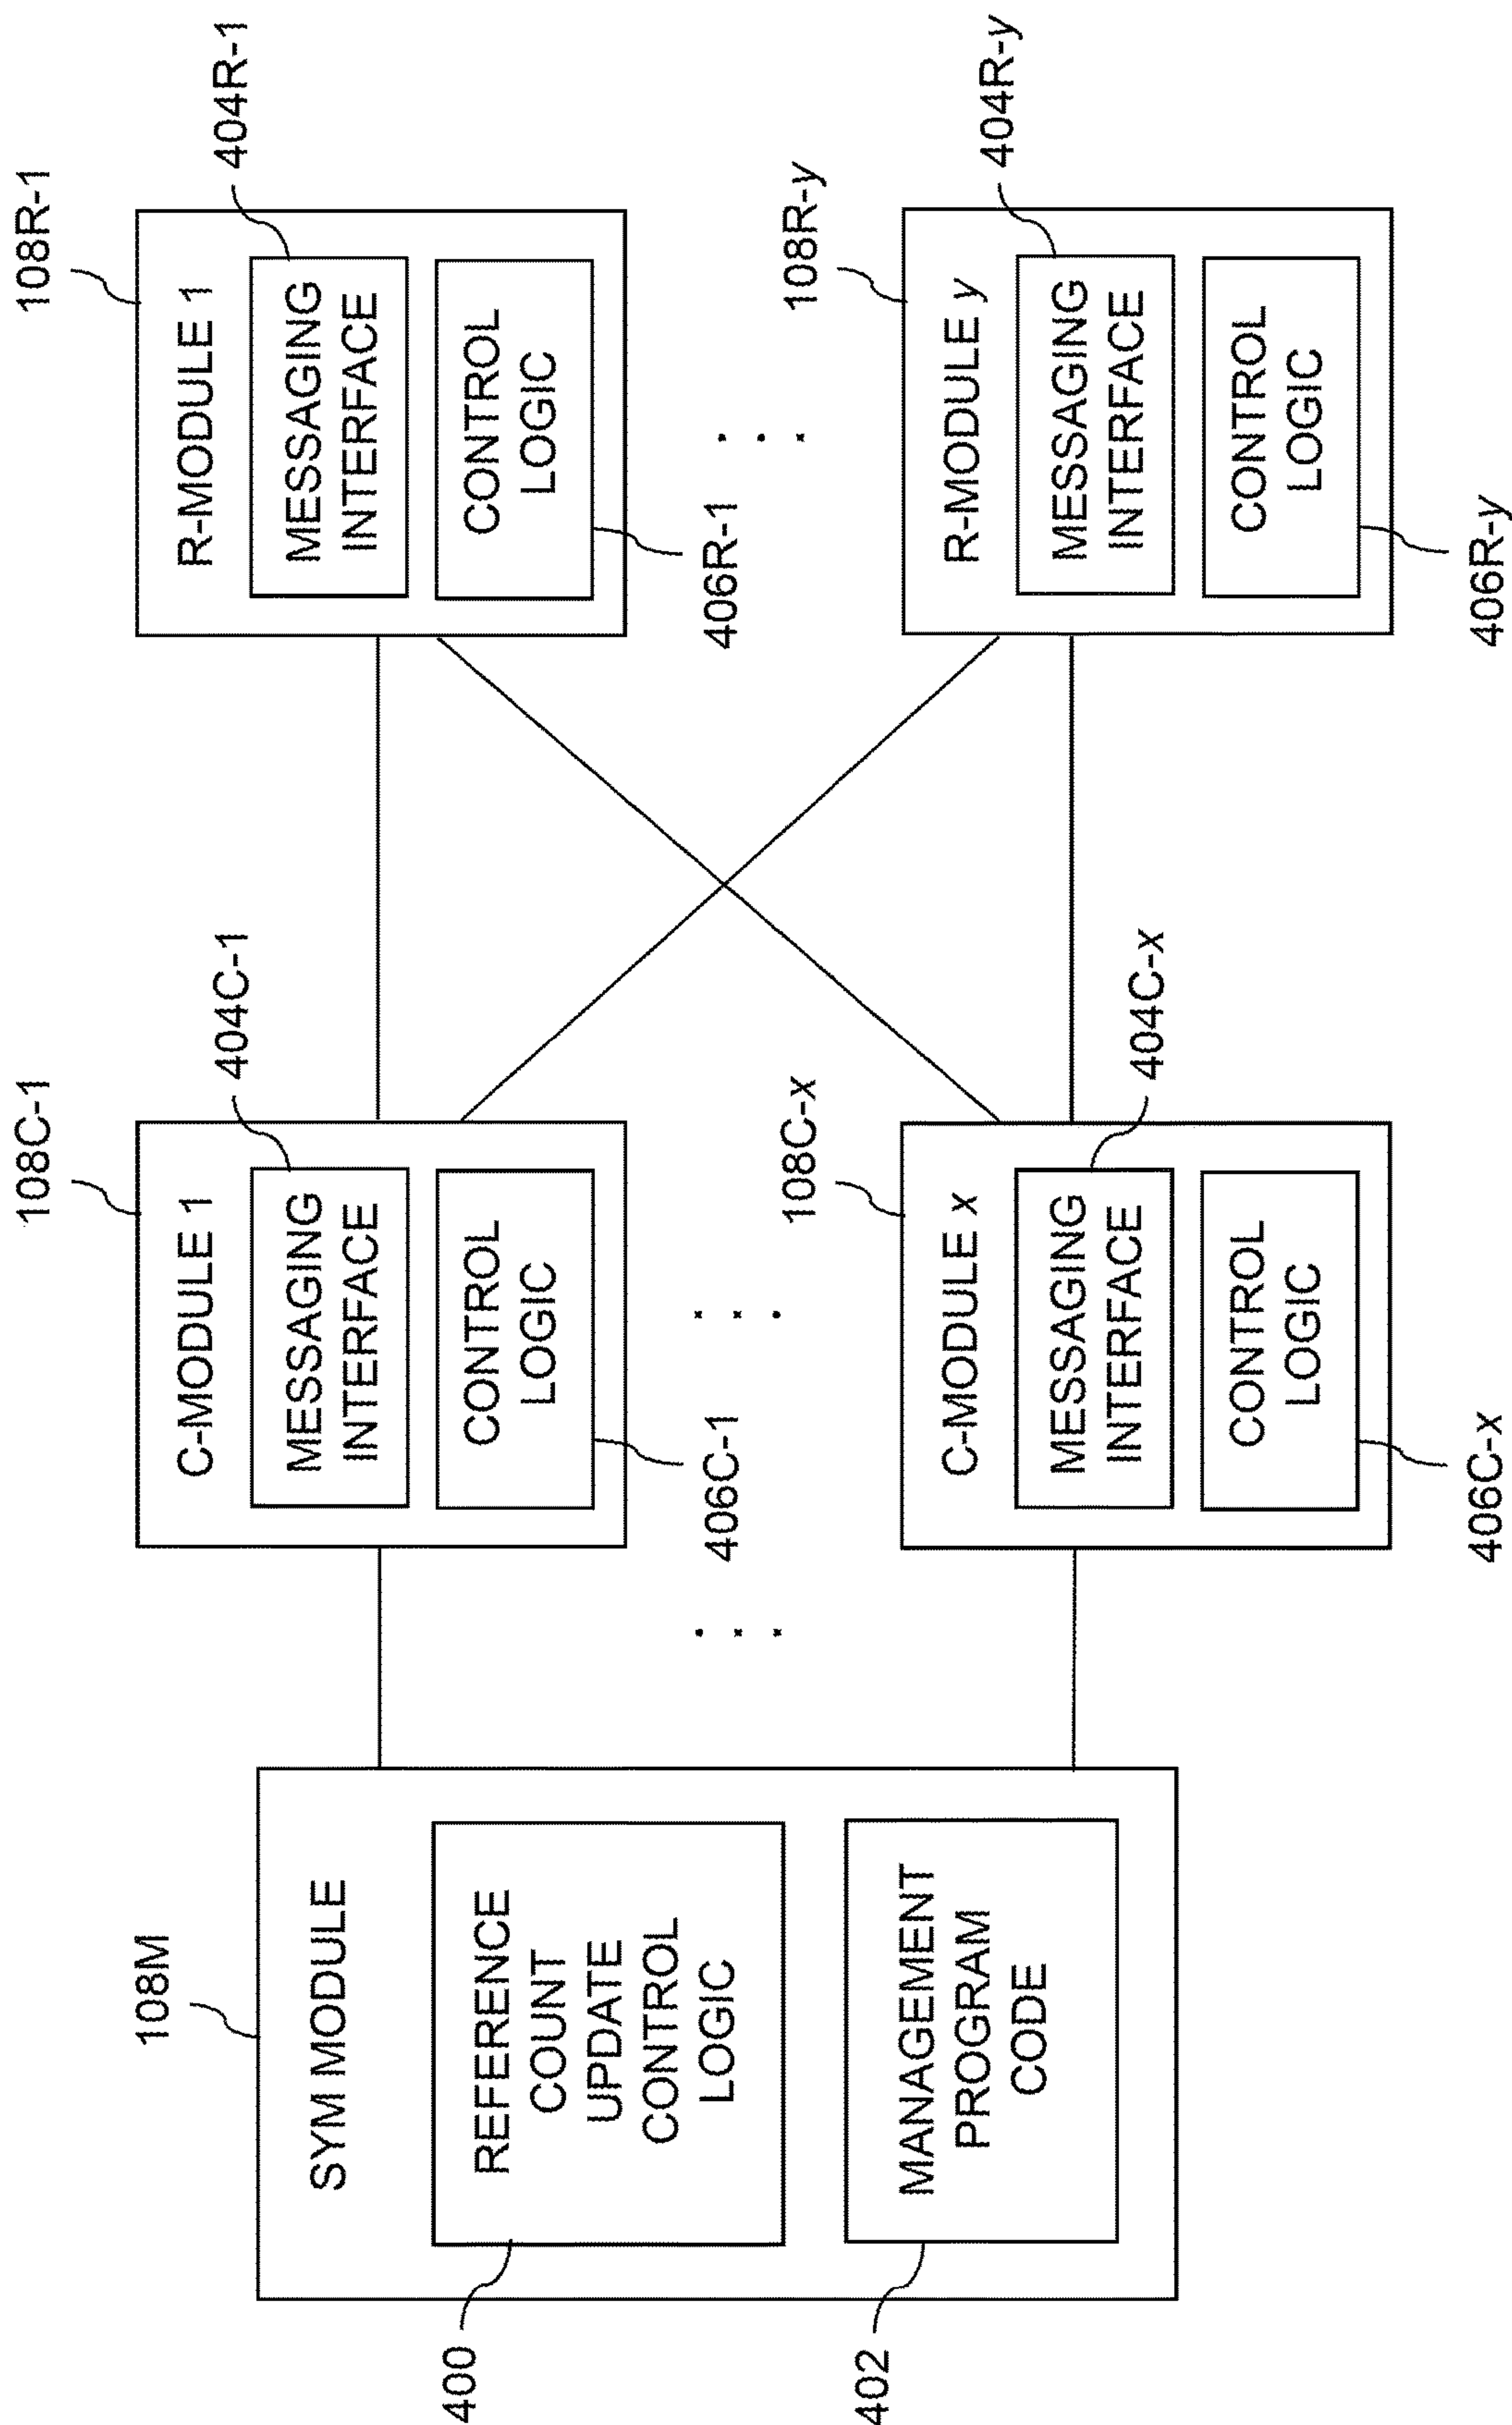 108M
SYM MODULE
REFERENCE
COUNT
UPDATE
CONTROL
LOGIC
400
MANAGEMENT
PROGRAM
CODE
402
108C-1
C-MODULE 1
404C-1
MESSAGING
INTERFACE
CONTROL
LOGIC
406C-1
108C-x
C-MODULE x
404C-x
MESSAGING
INTERFACE
CONTROL
LOGIC
406C-x
108R-1
R-MODULE 1
404R-1
MESSAGING
INTERFACE
CONTROL
LOGIC
406R-1
108R-y
R-MODULE y
404R-y
MESSAGING
INTERFACE
CONTROL
LOGIC
406R-y